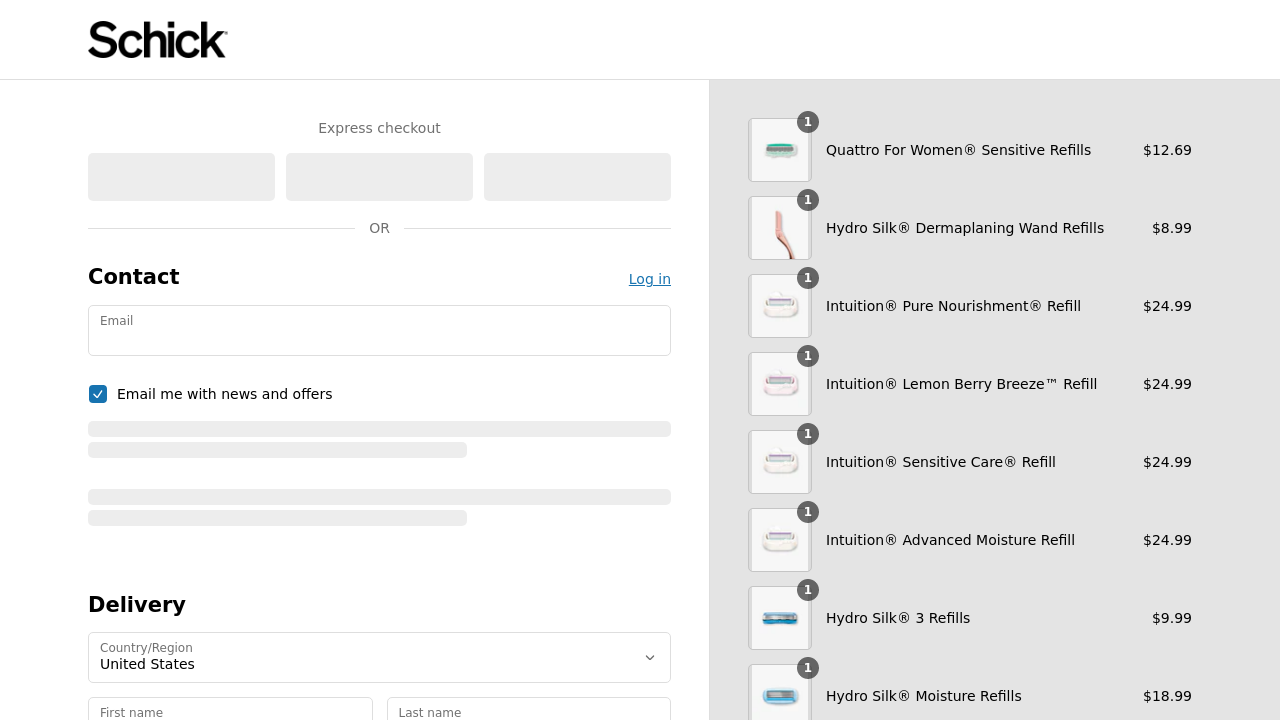 Schick
Express checkout
OR
Contact
Log in
Email
Email me with news and offers
Delivery
Country/Region
United States
First name
Last name
1
Quattro For Women® Sensitive Refills $12.69
1
Hydro Silk® Dermaplaning Wand Refills $8.99
1
Intuition® Pure Nourishment® Refill $24.99
1
Intuition® Lemon Berry Breeze™ Refill $24.99
1
Intuition® Sensitive Care® Refill $24.99
1
Intuition® Advanced Moisture Refill $24.99
1
Hydro Silk® 3 Refills $9.99
1
Hydro Silk® Moisture Refills $18.99